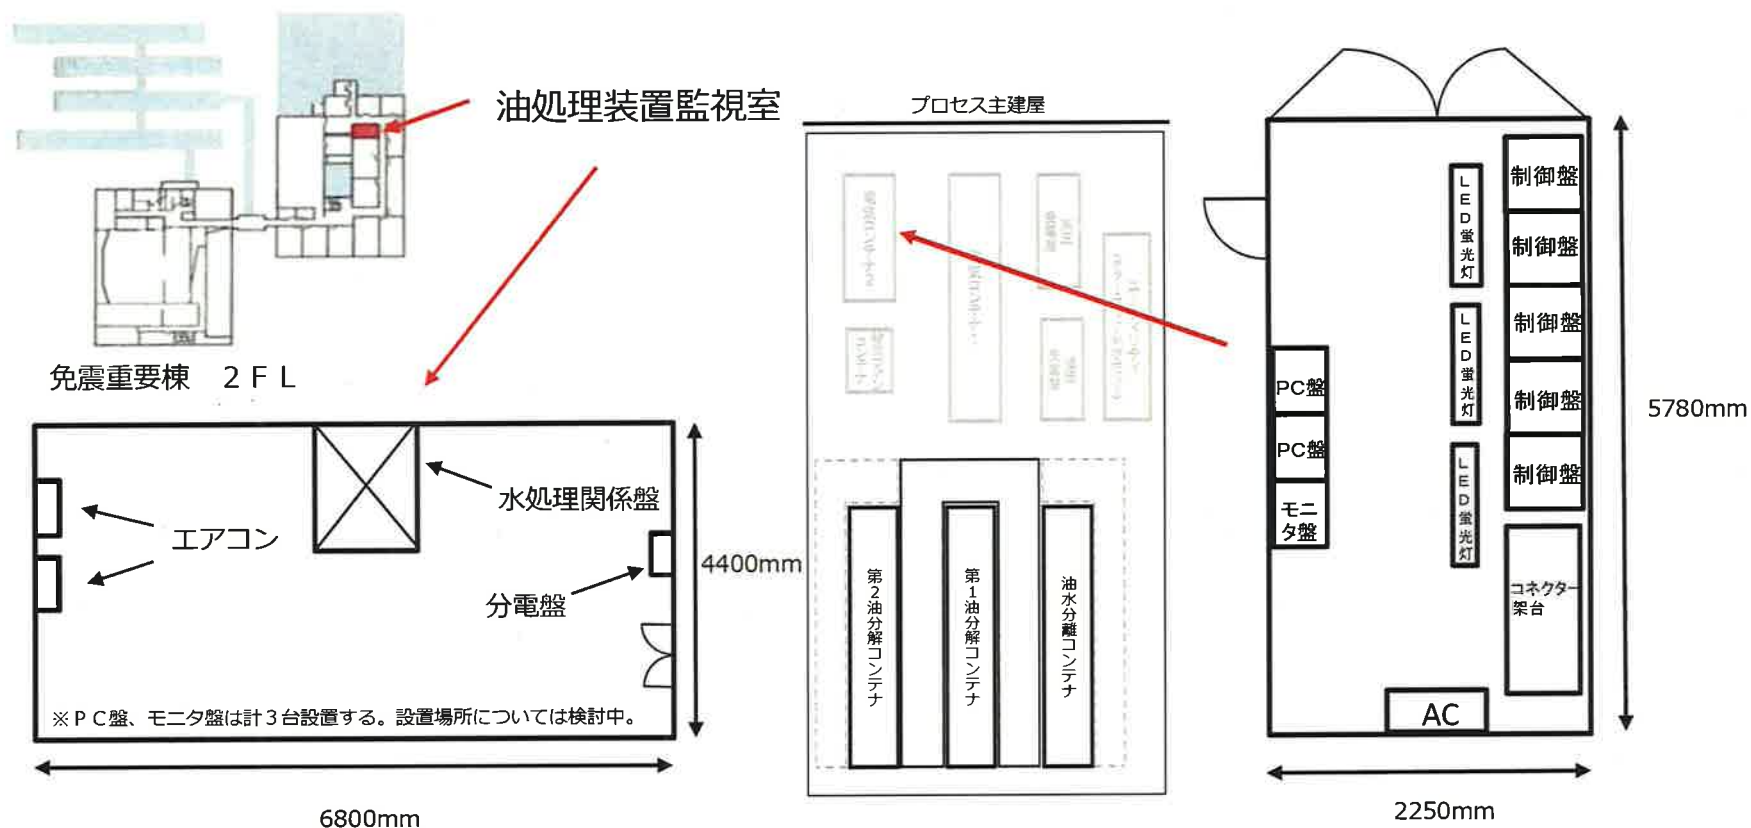 油処理装置監視室
免震重要棕 2FL
水処理関係盤
エアコン
分電盤
4400mm
※PC盤、モニタ盤は計3台設置する。設置場所については検討中。
6800mm
プロセス主建屋
第2油分解コンテナ
第1油分解コンテナ
油水分離コンテナ
LED蛍光灯
LED蛍光灯
LED蛍光灯
制御盤
制御盤
制御盤
制御盤
制御盤
PC盤
PC盤
モニ
タ盤
コネクター
架台
AC
5780mm
2250mm